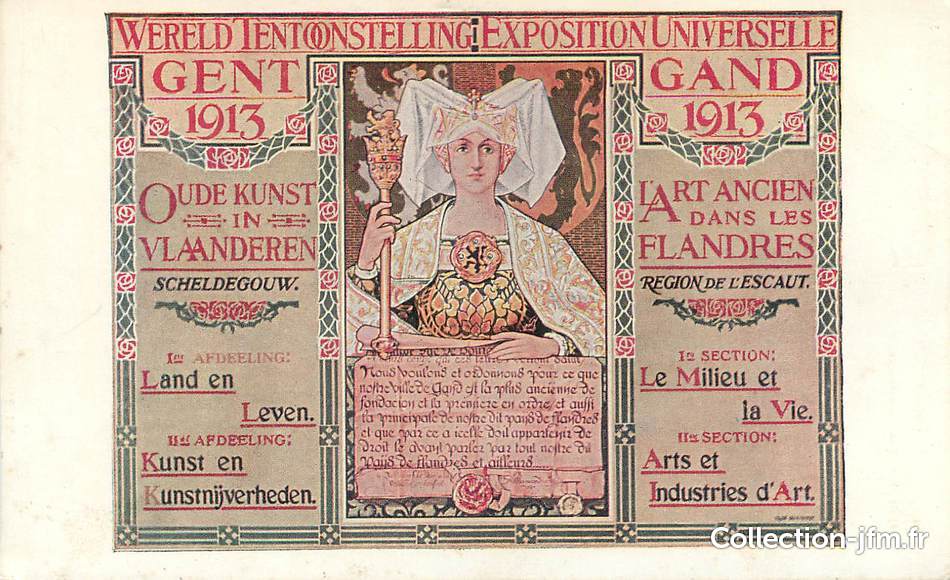 WERELD TENTOONSTELLING EXPOSITION UNIVERSELLE
GENT
1913
OUDE KUNST
IN
VLAANDEREN
SCHELDEGOUW.
Iste AFDEELING:
Land en
Leven.
IIde AFDEELING:
Kunst en
Kunstnijverheden.
Nous voulons et ordonnons pour ce que
nostre ville de Gand est la plus ancienne de
fondacion et la premiere en ordre, et aussi
la principale de nostre dit pays de flandres
et que par ce a icelle doit appartenir de
droit le avant parler par tout nostre dit
Pays de flandres et ailleurs
GAND
1913
L'ART ANCIEN
DANS LES
FLANDRES
REGION DE L'ESCAUT.
Ire SECTION:
Le Milieu et
la Vie.
IIme SECTION:
Arts et
Industries d'Art.
Collection-jfm.fr